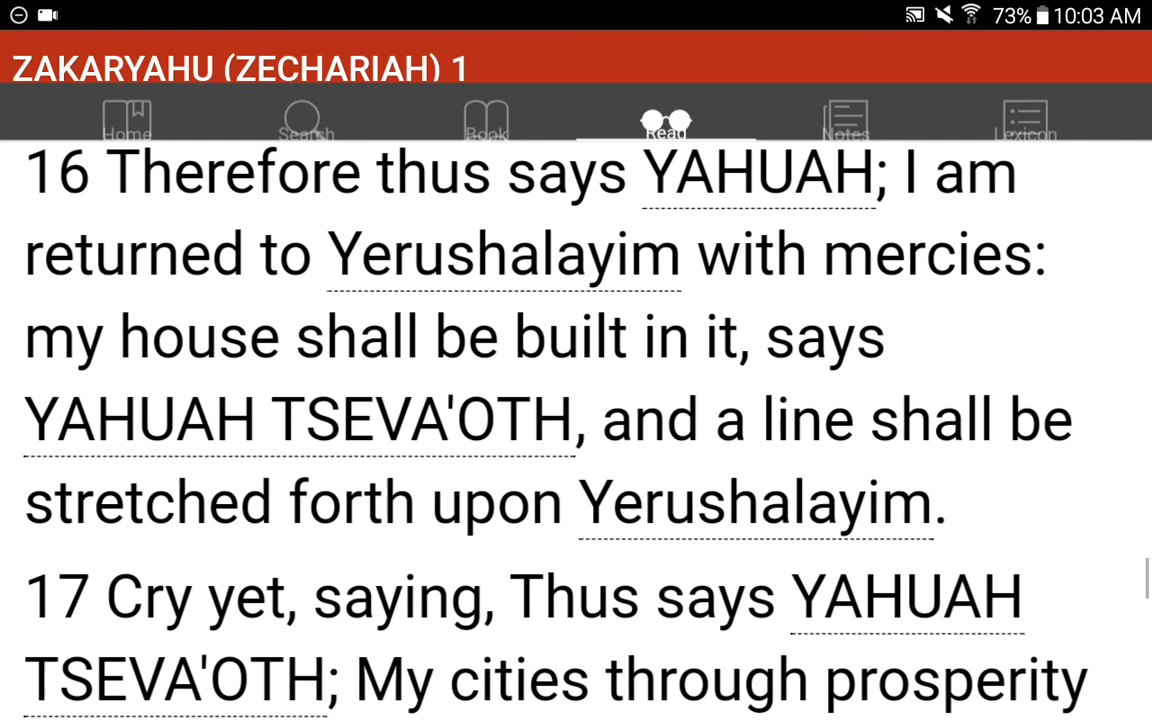 73% 10:03 AM
ZAKARYAHU (ZECHARIAH) 1
Home Search Book Read Notes Lexicon
16 Therefore thus says YAHUAH; I am
returned to Yerushalayim with mercies:
my house shall be built in it, says
YAHUAH TSEVA'OTH, and a line shall be
stretched forth upon Yerushalayim.
17 Cry yet, saying, Thus says YAHUAH
TSEVA'OTH; My cities through prosperity